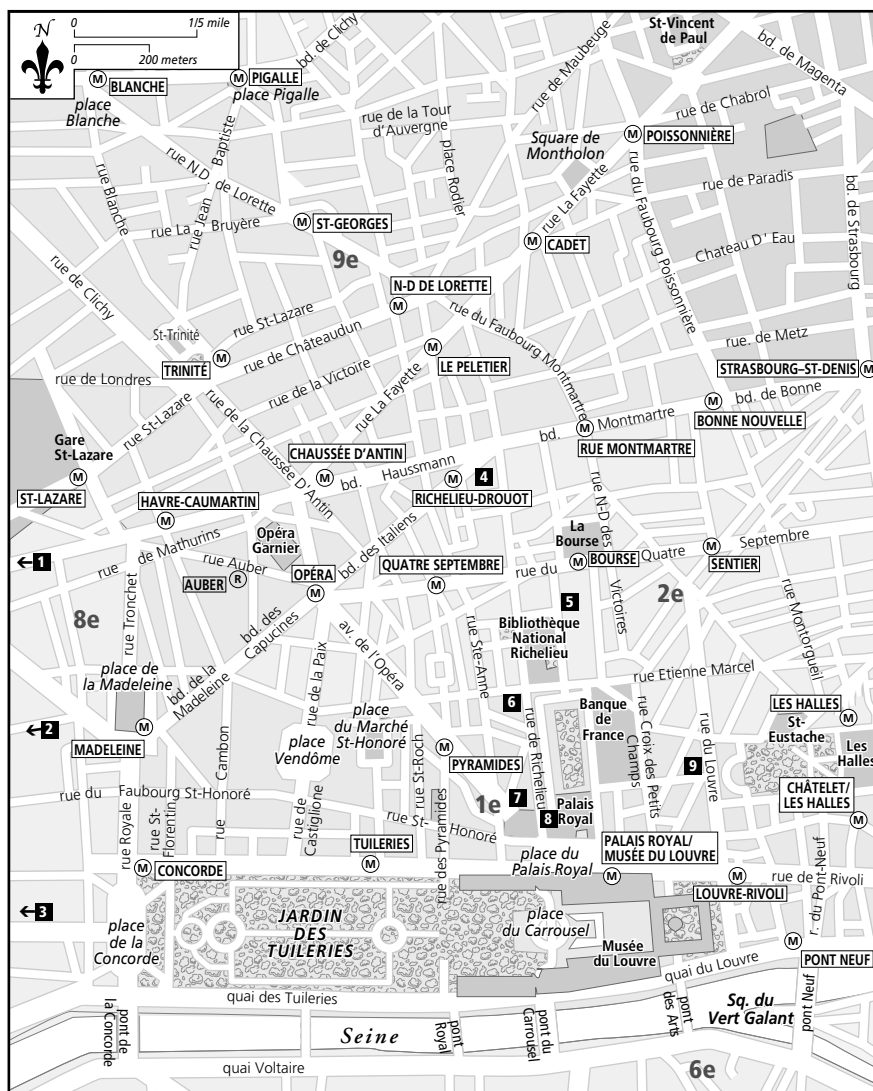 N
0 1/5 mile
0 200 meters
bd. de Clichy
St-Vincent
de Paul
bd. de Magenta
rue de Maubeuge
BLANCHE
PIGALLE
place Pigalle
place
Blanche
rue de la Tour
d'Auvergne
rue de Chabrol
POISSONNIÈRE
Square de
Montholon
place Rodier
rue N.D. de Lorette
rue Jean Baptiste
rue Blanche
rue La Bruyère
ST-GEORGES
rue La Fayette
CADET
rue du Faubourg Poissonnière
rue de Paradis
bd. de Strasbourg
Chateau D' Eau
9e
rue de Clichy
N-D DE LORETTE
rue St-Lazare
St-Trinité
TRINITÉ
rue de Châteaudun
rue du Faubourg Montmartre
rue. de Metz
LE PELETIER
STRASBOURG–ST-DENIS
rue de Londres
rue de la Victoire
rue La Fayette
bd. de Bonne
BONNE NOUVELLE
rue St-Lazare
rue de la Chaussée D'Antin
bd. Montmartre
RUE MONTMARTRE
Gare
St-Lazare
CHAUSSÉE D'ANTIN
bd. Haussmann
4
ST-LAZARE
RICHELIEU-DROUOT
HAVRE-CAUMARTIN
Opéra
Garnier
bd. des Italiens
rue N-D des Victoires
La
Bourse
BOURSE
1
rue de Mathurins
rue Auber
AUBER
OPÉRA
QUATRE SEPTEMBRE
rue du Quatre Septembre
SENTIER
8e
rue Tronchet
bd. des
Capucines
5
2e
rue Montorgueil
Bibliothèque
National
Richelieu
av. de l'Opéra
rue Ste-Anne
place de
la Madeleine
bd. de la
Madeleine
rue de la Paix
rue Etienne Marcel
2
MADELEINE
place
du Marché
St-Honoré
6
Banque
de
France
LES HALLES
St-
Eustache
Les
Halles
rue Cambon
place
Vendôme
rue St-Roch
PYRAMIDES
rue de Richelieu
rue Croix des Petits
Champs
rue du Louvre
9
CHÂTELET/
LES HALLES
rue du Faubourg St-Honoré
7
1e
8
Palais
Royal
rue Royale
rue St-
Florentin
rue de
Castiglione
rue St- Honoré
rue des Pyramides
TUILERIES
CONCORDE
place du
Palais Royal
PALAIS ROYAL/
MUSÉE DU LOUVRE
rue de Rivoli
LOUVRE-RIVOLI
r. du Pont-Neuf
3
place
de la
Concorde
JARDIN
DES
TUILERIES
place
du Carrousel
Musée
du Louvre
quai du Louvre
PONT NEUF
quai des Tuileries
pont de
la Concorde
Seine
pont
Royal
pont du
Carrousel
pont
des Arts
Sq. du
Vert Galant
pont Neuf
quai Voltaire
6e